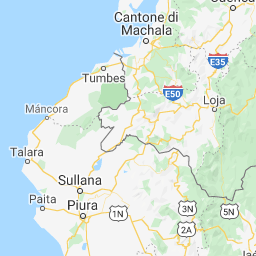 Cantone di
Machala
Tumbes
E35
E50
Loja
Máncora
Talara
Sullana
Paita
Piura
1N
3N
5N
2A